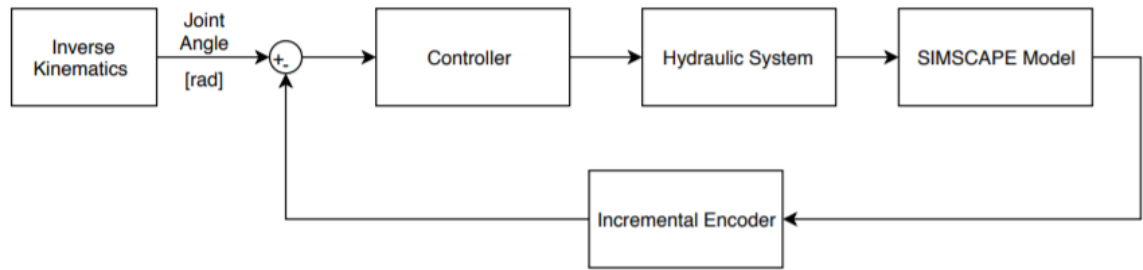 Inverse
Kinematics
Joint
Angle
[rad]
+
-
Controller
Hydraulic System
SIMSCAPE Model
Incremental Encoder